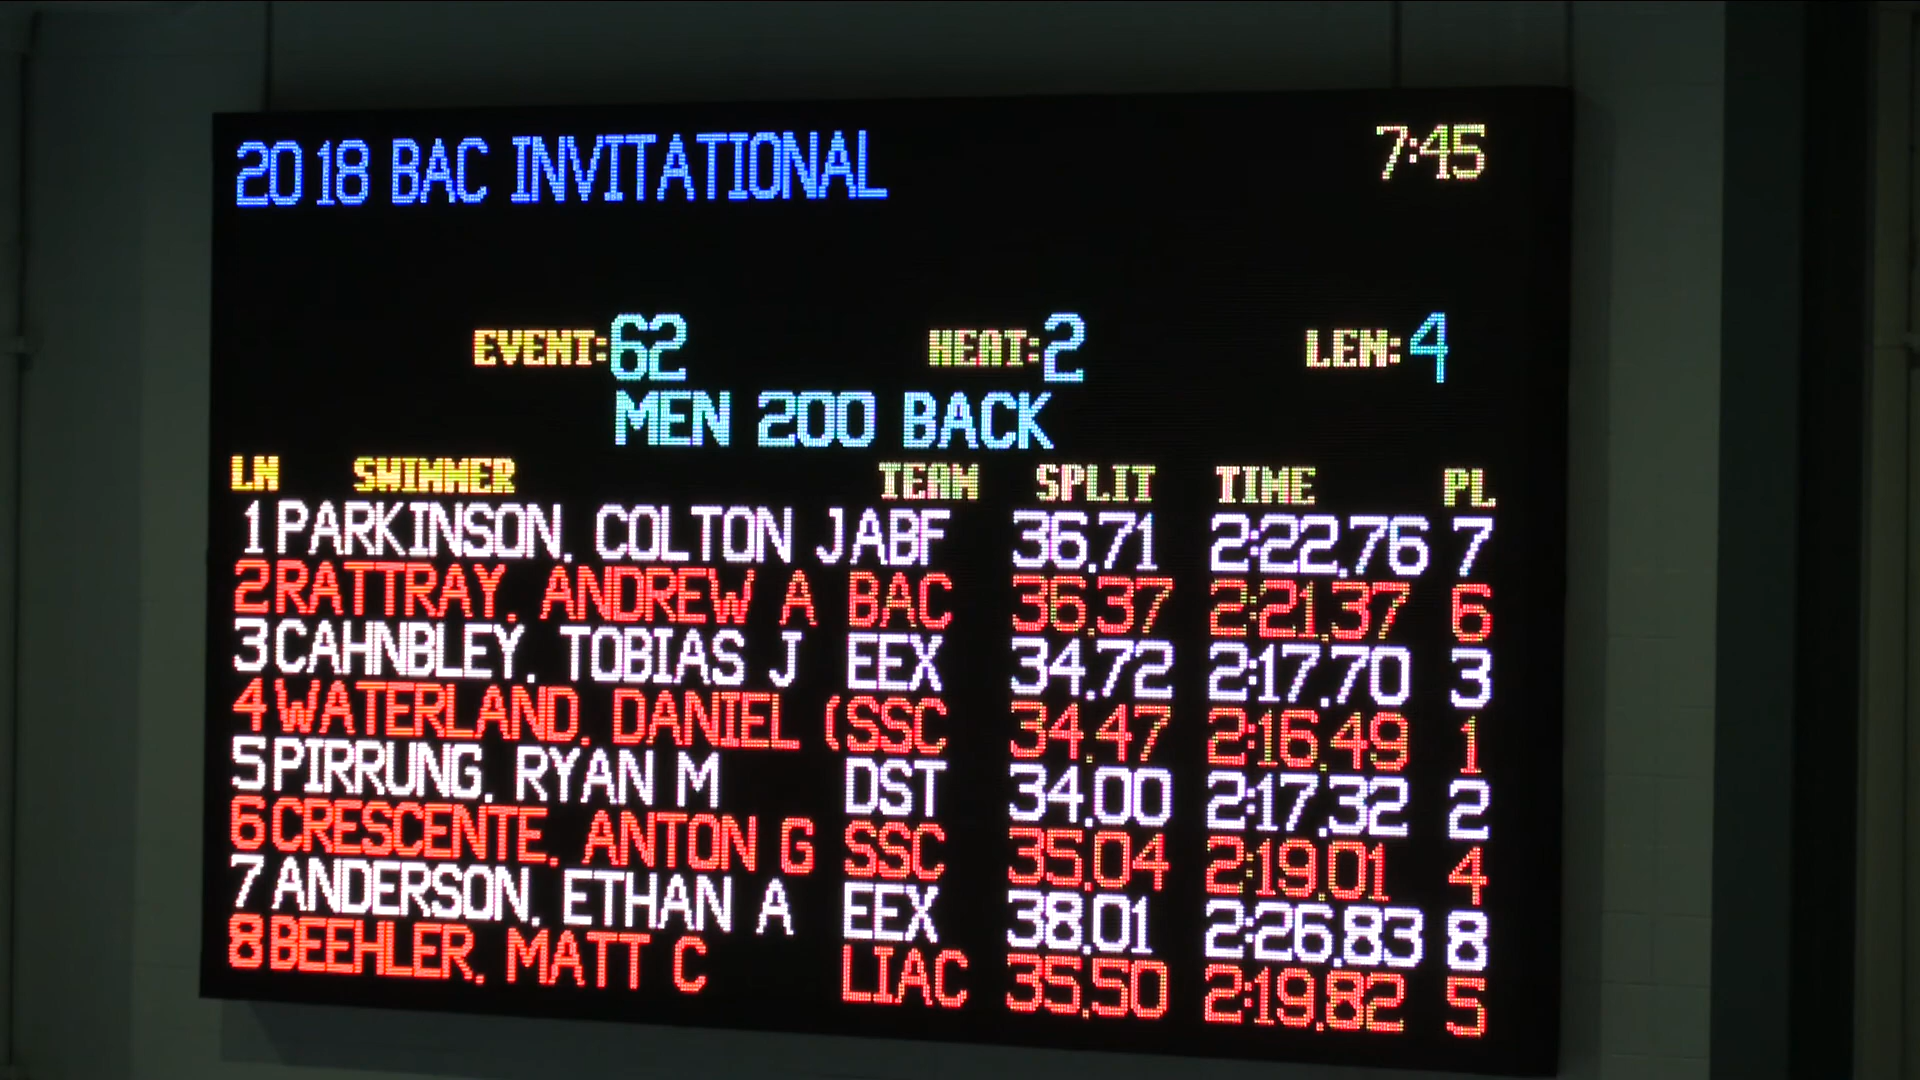 2018 BAC INVITATIONAL 7:45
EVENT:62 HEAT:2 LEN:4
MEN 200 BACK
LN SWIMMER TEAM SPLIT TIME PL
1 PARKINSON, COLTON J ABF 36.71 2:22.76 7
2 RATTRAY, ANDREW A BAC 36.37 2:21.37 6
3 CAHNBLEY, TOBIAS J EEX 34.72 2:17.70 3
4 WATERLAND, DANIEL ( SSC 34.47 2:16.49 1
5 PIRRUNG, RYAN M DST 34.00 2:17.32 2
6 CRESCENTE, ANTON G SSC 35.04 2:19.01 4
7 ANDERSON, ETHAN A EEX 38.01 2:26.83 8
8 BEEHLER, MATT C LIAC 35.50 2:19.82 5